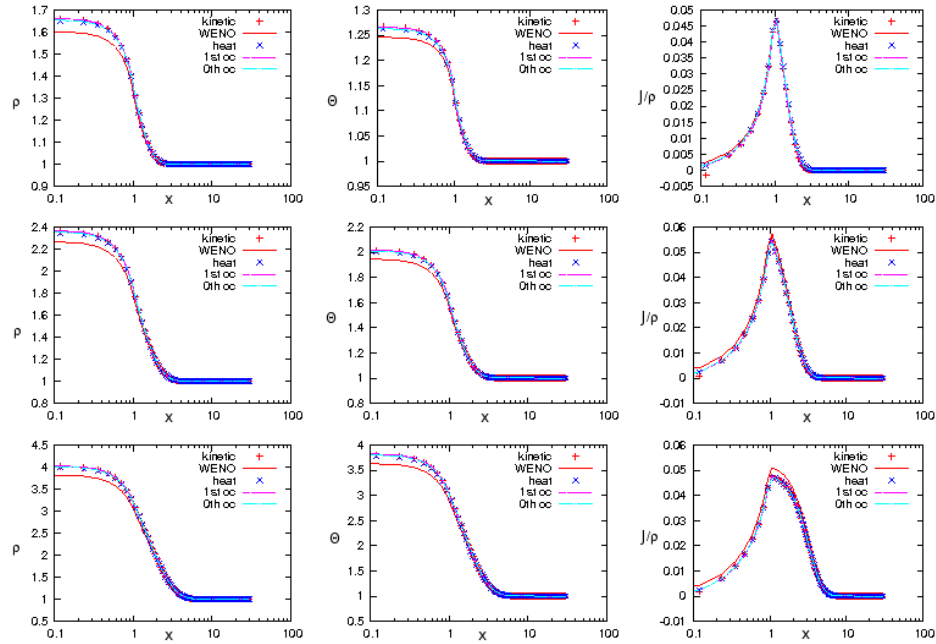 1.7
1.6
1.5
1.4
1.3
1.2
1.1
1
0.9
ρ
0.1
1
10
100
x
kinetic
WENO
heat
1st oc
0th oc
1.3
1.25
1.2
1.15
1.1
1.05
1
0.95
Θ
0.1
1
10
100
x
kinetic
WENO
heat
1st oc
0th oc
0.05
0.045
0.04
0.035
0.03
0.025
0.02
0.015
0.01
0.005
0
-0.005
J/ρ
0.1
1
10
100
x
kinetic
WENO
heat
1st oc
0th oc
2.4
2.2
2
1.8
1.6
1.4
1.2
1
0.8
ρ
0.1
1
10
100
x
kinetic
WENO
heat
1st oc
0th oc
2.2
2
1.8
1.6
1.4
1.2
1
0.8
Θ
0.1
1
10
100
x
kinetic
WENO
heat
1st oc
0th oc
0.06
0.05
0.04
0.03
0.02
0.01
0
-0.01
J/ρ
0.1
1
10
100
x
kinetic
WENO
heat
1st oc
0th oc
4.5
4
3.5
3
2.5
2
1.5
1
0.5
ρ
0.1
1
10
100
x
kinetic
WENO
heat
1st oc
0th oc
4
3.5
3
2.5
2
1.5
1
0.5
Θ
0.1
1
10
100
x
kinetic
WENO
heat
1st oc
0th oc
0.06
0.05
0.04
0.03
0.02
0.01
0
-0.01
J/ρ
0.1
1
10
100
x
kinetic
WENO
heat
1st oc
0th oc